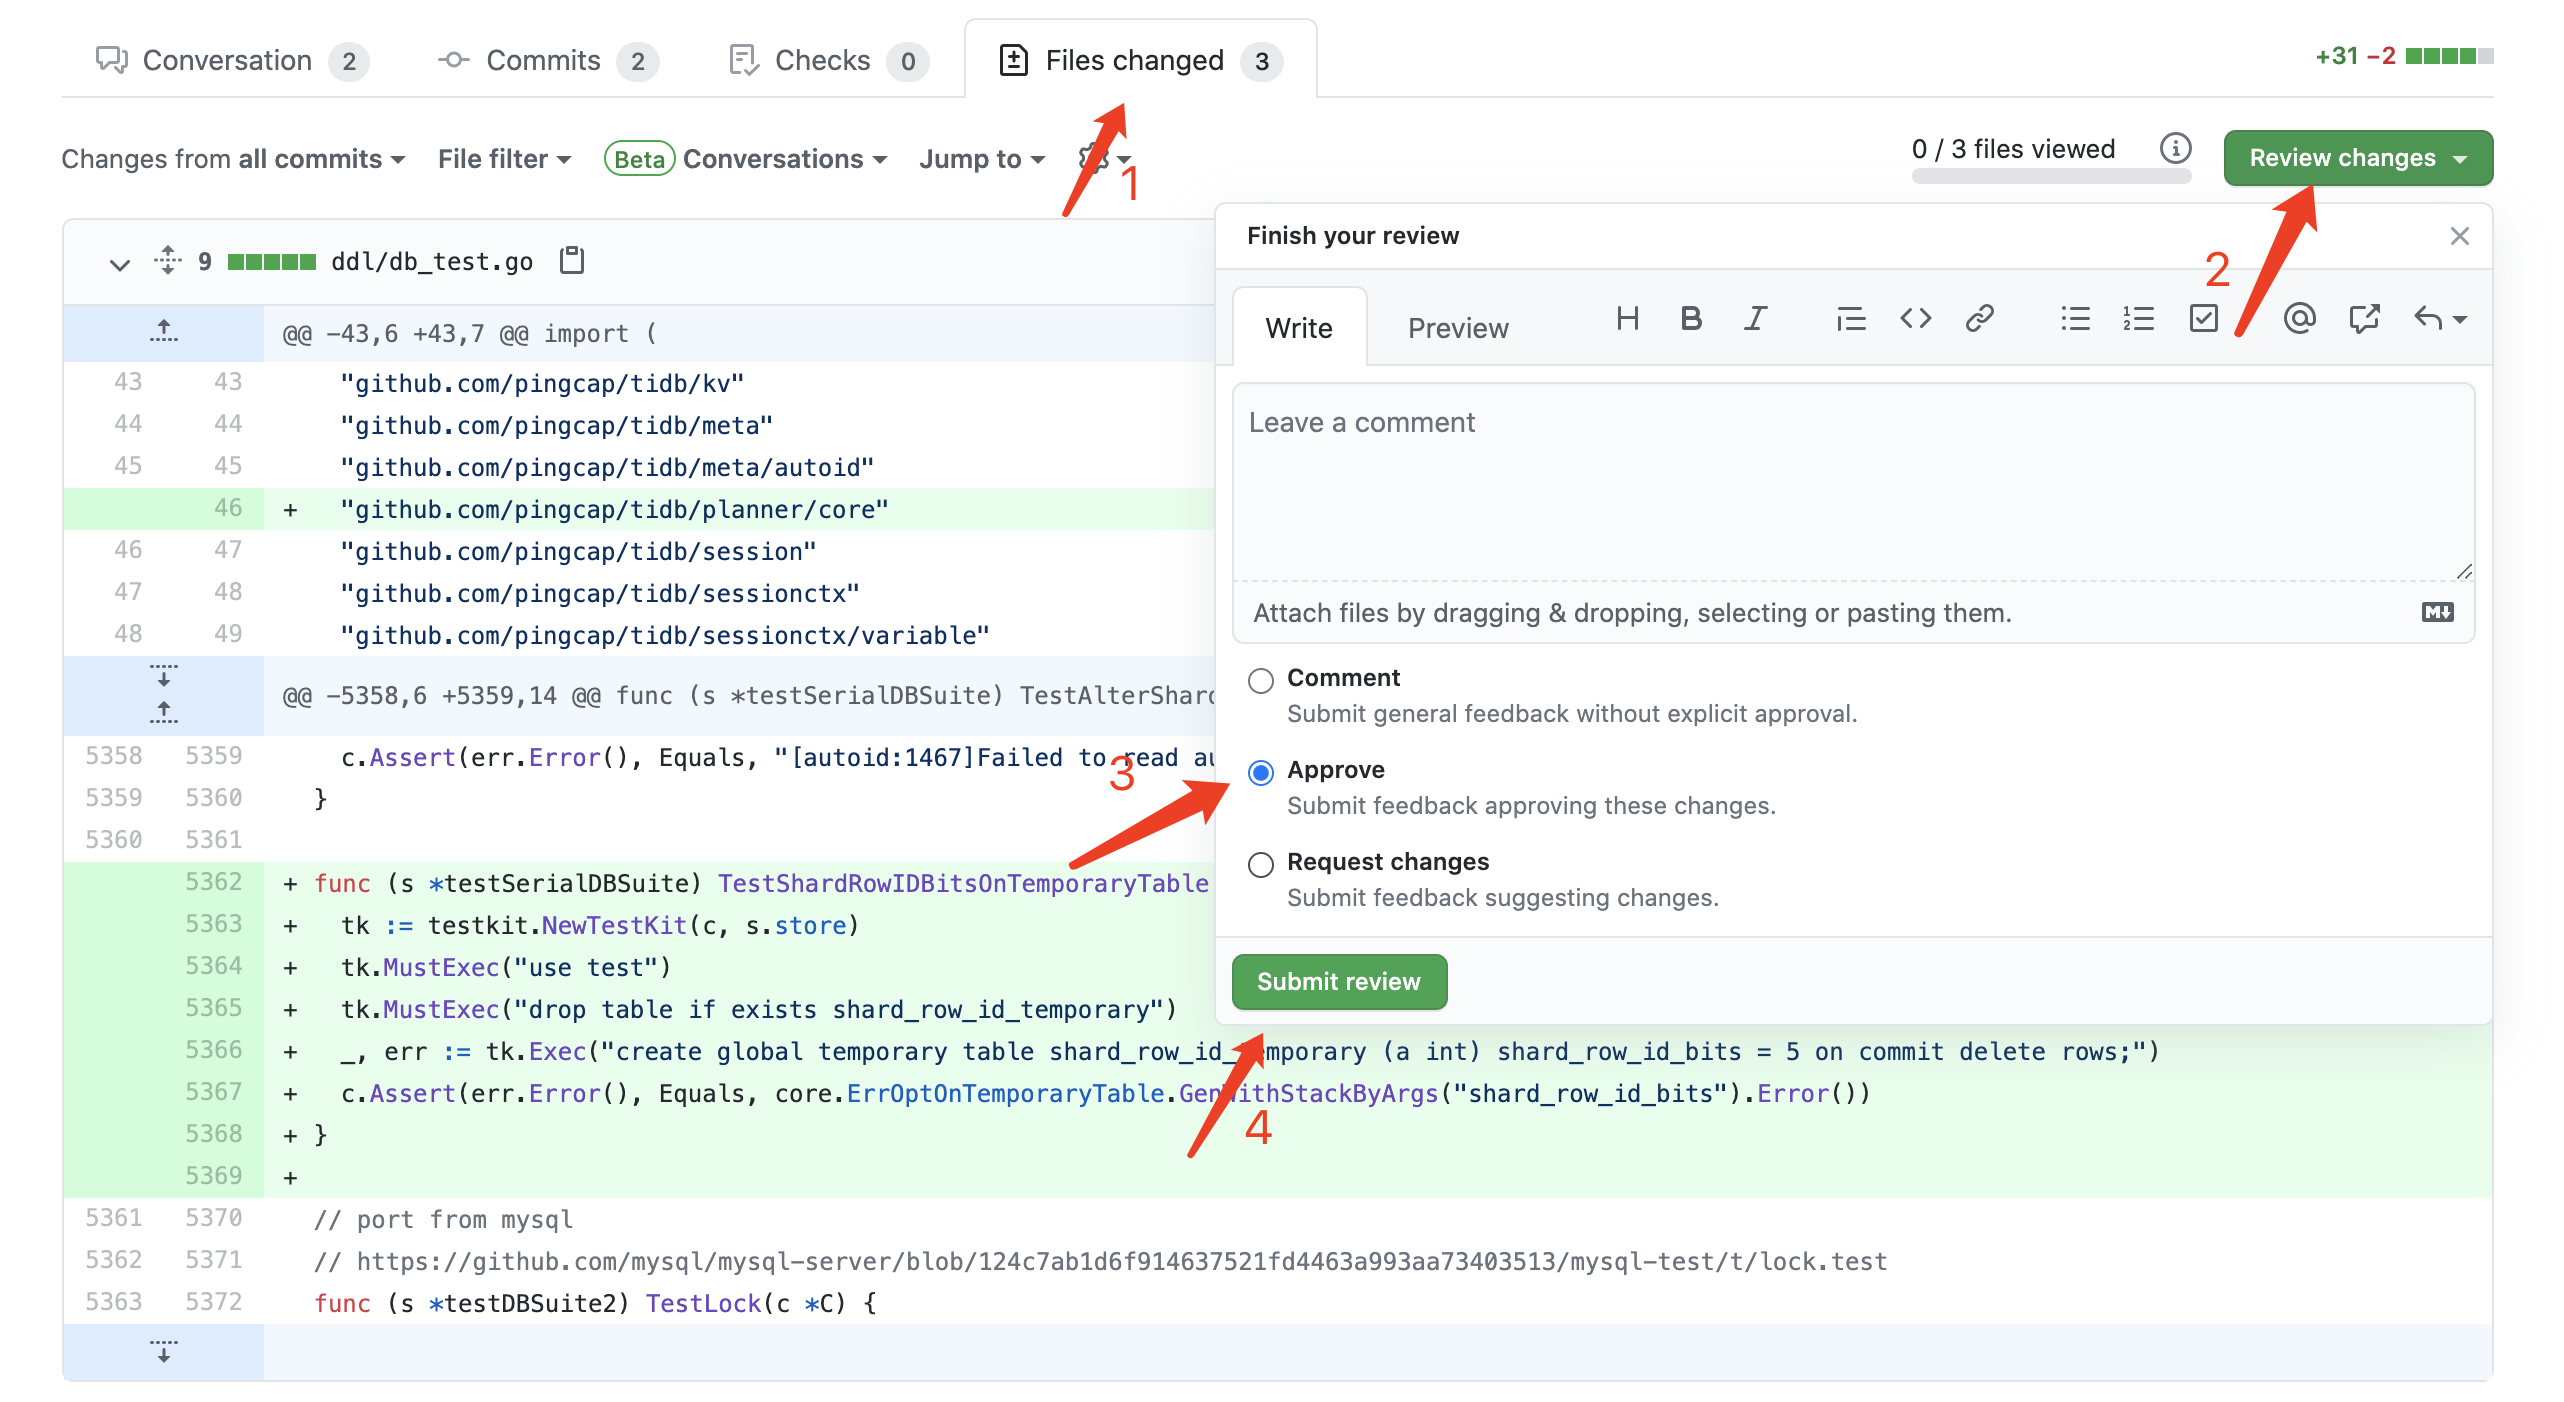 Conversation 2 Commits 2 Checks 0 Files changed 3 +31 −2
Changes from all commits File filter Beta Conversations Jump to 0 / 3 files viewed Review changes
1
2
9 ddl/db_test.go
Finish your review
Write Preview
Leave a comment
Attach files by dragging & dropping, selecting or pasting them.
Comment
Submit general feedback without explicit approval.
3
Approve
Submit feedback approving these changes.
Request changes
Submit feedback suggesting changes.
Submit review
4
@@ −43,6 +43,7 @@ import (
43 43 "github.com/pingcap/tidb/kv"
44 44 "github.com/pingcap/tidb/meta"
45 45 "github.com/pingcap/tidb/meta/autoid"
46 + "github.com/pingcap/tidb/planner/core"
46 47 "github.com/pingcap/tidb/session"
47 48 "github.com/pingcap/tidb/sessionctx"
48 49 "github.com/pingcap/tidb/sessionctx/variable"
@@ −5358,6 +5359,14 @@ func (s *testSerialDBSuite) TestAlterShard
5358 5359 c.Assert(err.Error(), Equals, "[autoid:1467]Failed to read au
5359 5360 }
5360 5361
5362 + func (s *testSerialDBSuite) TestShardRowIDBitsOnTemporaryTable
5363 + tk := testkit.NewTestKit(c, s.store)
5364 + tk.MustExec("use test")
5365 + tk.MustExec("drop table if exists shard_row_id_temporary")
5366 + _, err := tk.Exec("create global temporary table shard_row_id_temporary (a int) shard_row_id_bits = 5 on commit delete rows;")
5367 + c.Assert(err.Error(), Equals, core.ErrOptOnTemporaryTable.GenWithStackByArgs("shard_row_id_bits").Error())
5368 + }
5369 +
5361 5370 // port from mysql
5362 5371 // https://github.com/mysql/mysql-server/blob/124c7ab1d6f914637521fd4463a993aa73403513/mysql-test/t/lock.test
5363 5372 func (s *testDBSuite2) TestLock(c *C) {